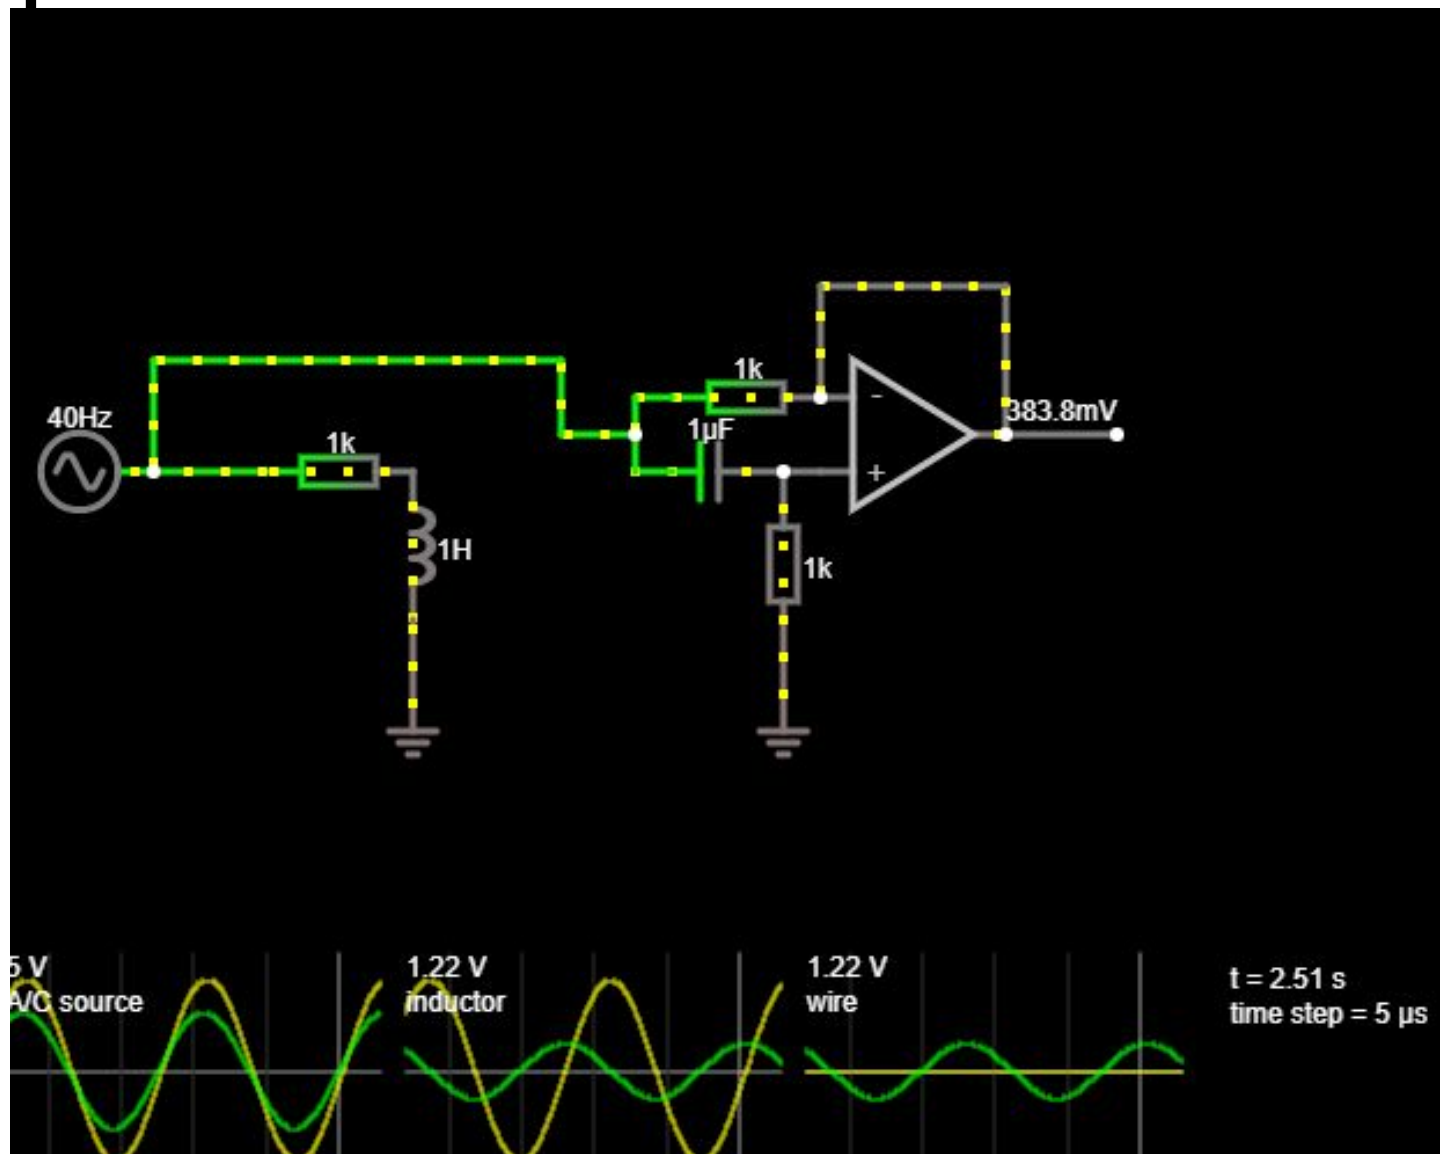 40Hz
1k
1H
1k
1µF
1k
-
+
383.8mV
5 V
A/C source
1.22 V
inductor
1.22 V
wire
t = 2.51 s
time step = 5 µs